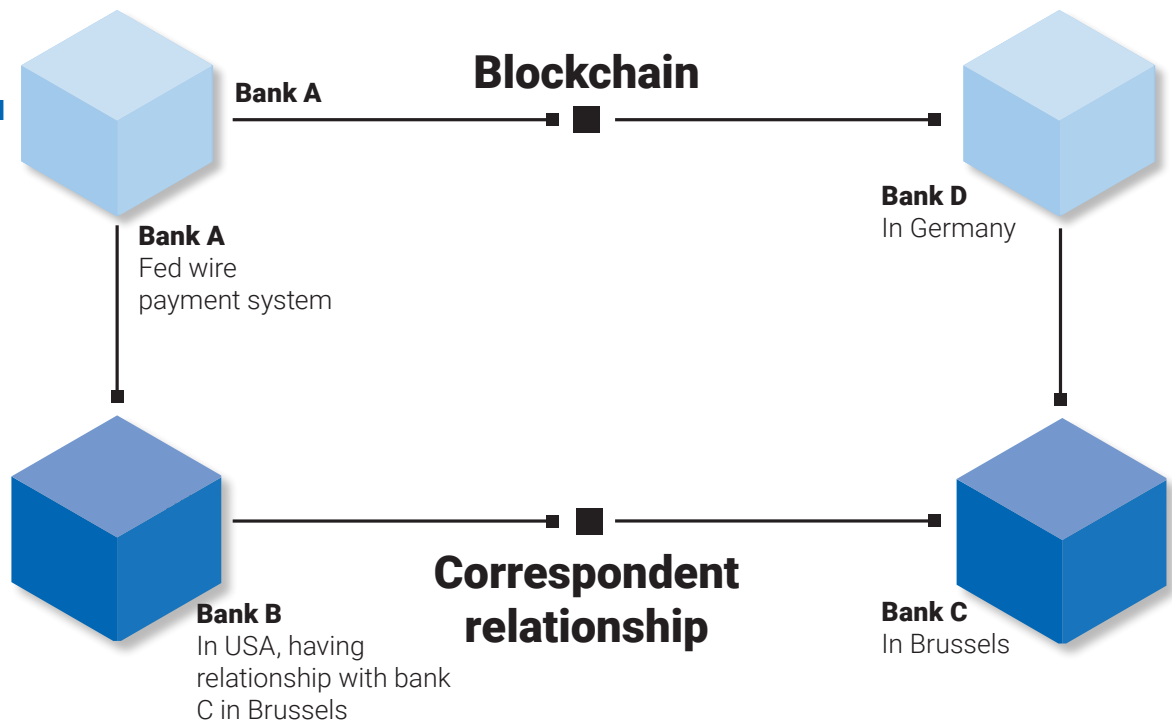 Blockchain
Bank A
Bank D
In Germany
Bank A
Fed wire
payment system
Correspondent
relationship
Bank B
In USA, having
relationship with bank
C in Brussels
Bank C
In Brussels